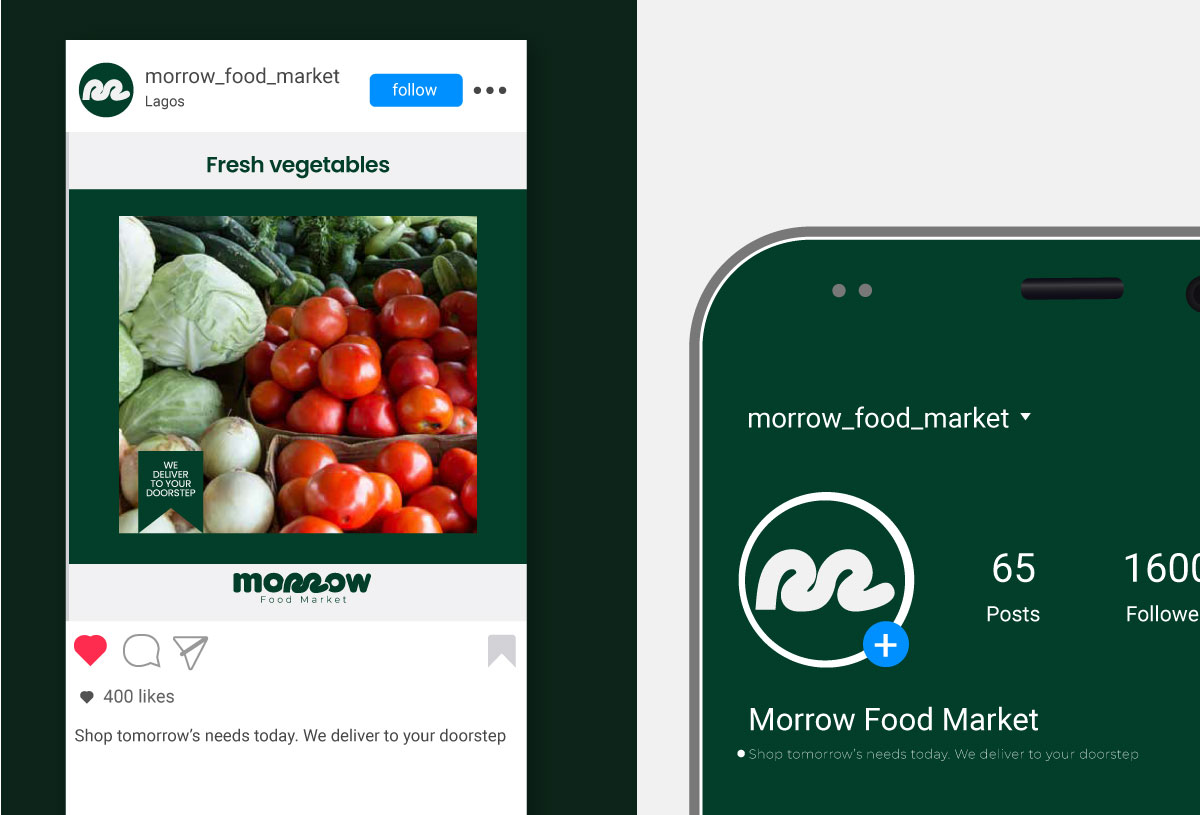 morrow_food_market
Lagos
follow
Fresh vegetables
WE
DELIVER
TO YOUR
DOORSTEP
morrow
Food Market
400 likes
Shop tomorrow’s needs today. We deliver to your doorstep
morrow_food_market
65
Posts
1600
Followe
Morrow Food Market
Shop tomorrow’s needs today. We deliver to your doorstep